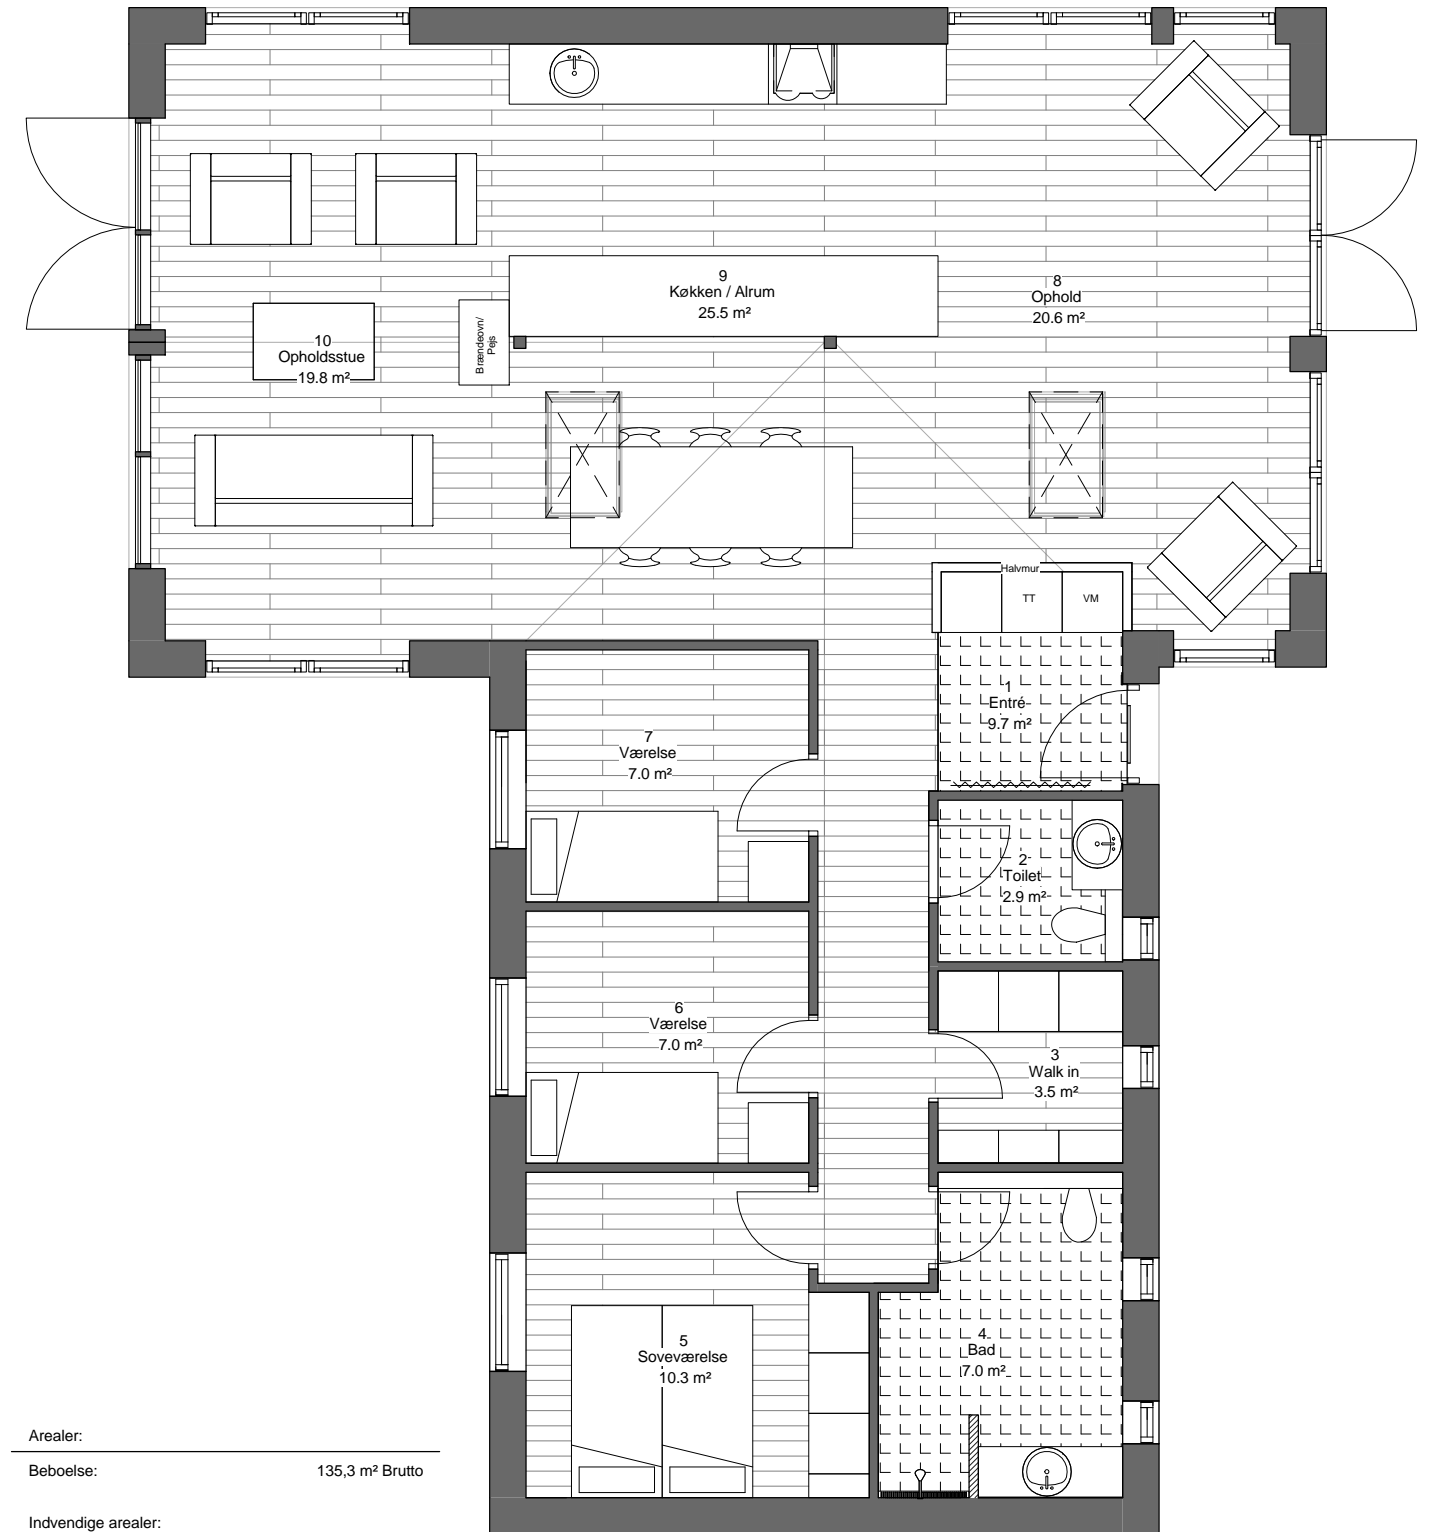 9
Køkken / Alrum
25.5 m²
8
Ophold
20.6 m²
10
Opholdsstue
19.8 m²
Brændeovn/
Pejs
Halvmur
TT
VM
1
Entré
9.7 m²
7
Værelse
7.0 m²
2
Toilet
2.9 m²
6
Værelse
7.0 m²
3
Walk in
3.5 m²
5
Soveværelse
10.3 m²
4
Bad
7.0 m²
Arealer:
Beboelse: 135,3 m² Brutto
Indvendige arealer: